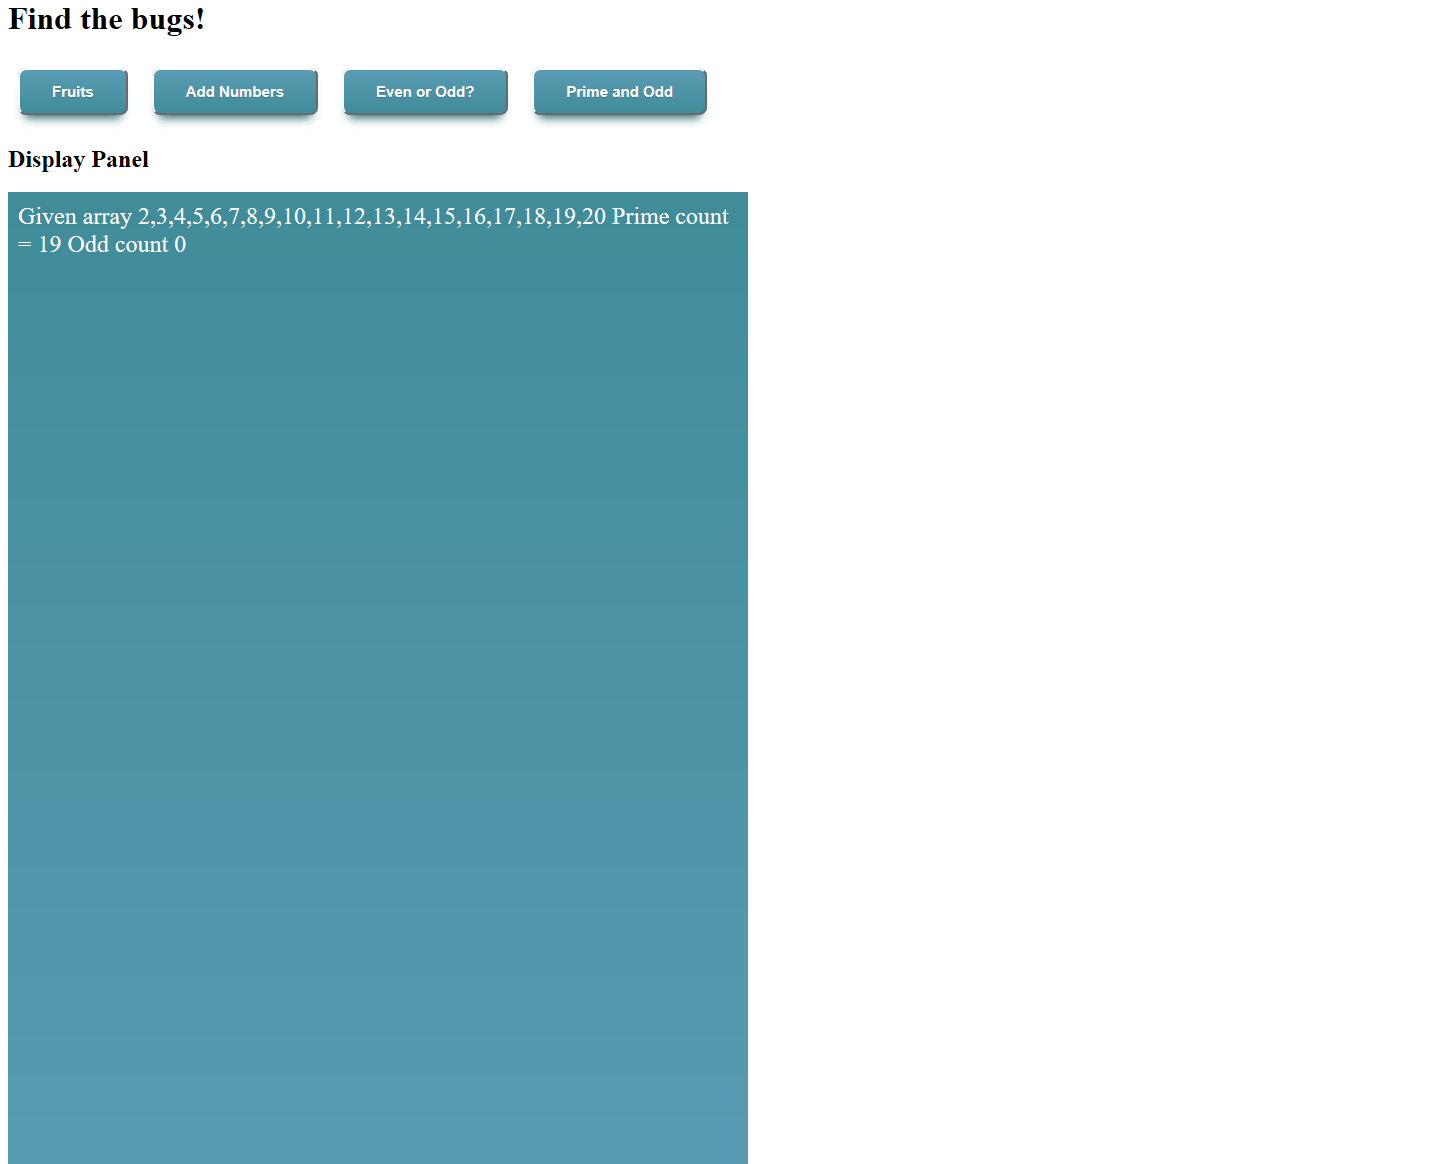 Find the bugs!
Fruits
Add Numbers
Even or Odd?
Prime and Odd
Display Panel
Given array 2,3,4,5,6,7,8,9,10,11,12,13,14,15,16,17,18,19,20 Prime count
= 19 Odd count 0